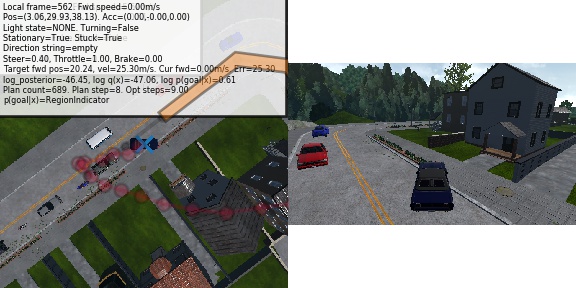 Local frame=562: Fwd speed=0.00m/s
Pos=(3.06,29.93,38.13). Acc=(0.00,-0.00,0.00)
Light state=NONE. Turning=False
Stationary=True: Stuck=True
Direction string=empty
Steer=0.40, Throttle=1.00, Brake=0.00
Target fwd pos=20.24, vel=25.30m/s. Cur fwd=0.00m/s. Err=25.30
log_posterior=-46.45, log q(x)=-47.06, log p(goal|x)=0.61
Plan count=689. Plan step=8. Opt steps=9.00
p(goal|x)=RegionIndicator